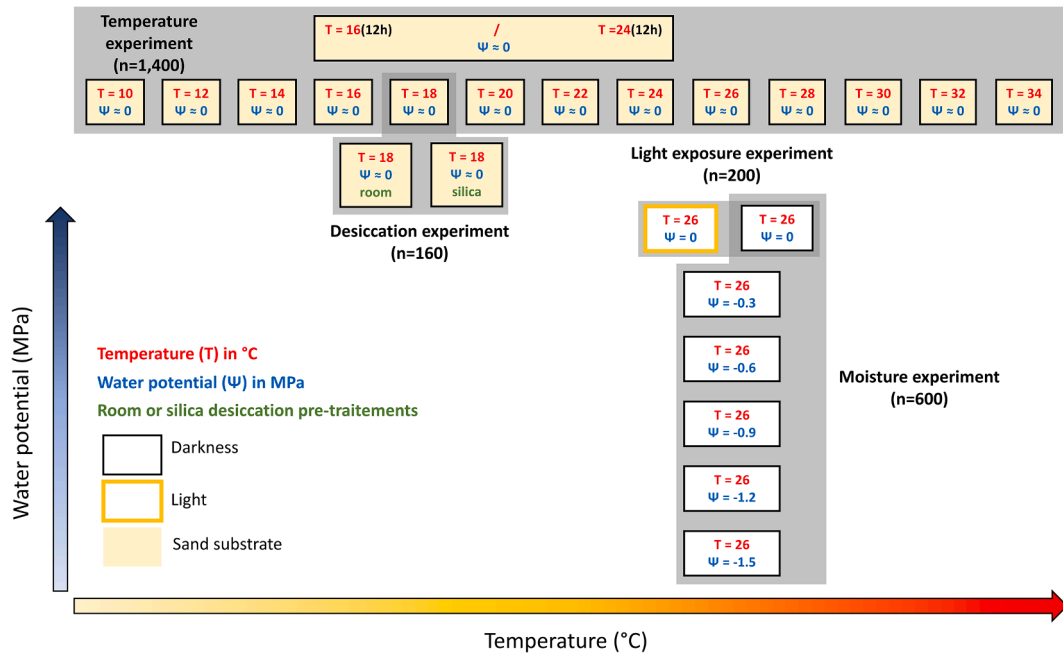 Temperature
experiment
(n=1,400)
T = 16(12h) / T =24(12h)
Ψ ≈ 0
T = 10 T = 12 T = 14 T = 16 T = 18 T = 20 T = 22 T = 24 T = 26 T = 28 T = 30 T = 32 T = 34
Ψ ≈ 0 Ψ ≈ 0 Ψ ≈ 0 Ψ ≈ 0 Ψ ≈ 0 Ψ ≈ 0 Ψ ≈ 0 Ψ ≈ 0 Ψ ≈ 0 Ψ ≈ 0 Ψ ≈ 0 Ψ ≈ 0 Ψ ≈ 0
T = 18 T = 18
Ψ ≈ 0 Ψ ≈ 0
room silica
Desiccation experiment
(n=160)
Light exposure experiment
(n=200)
T = 26 T = 26
Ψ = 0 Ψ = 0
T = 26
Ψ = -0.3
T = 26
Ψ = -0.6
T = 26
Ψ = -0.9
T = 26
Ψ = -1.2
T = 26
Ψ = -1.5
Moisture experiment
(n=600)
Temperature (T) in °C
Water potential (Ψ) in MPa
Room or silica desiccation pre-traitements
Darkness
Light
Sand substrate
Water potential (MPa)
Temperature (°C)